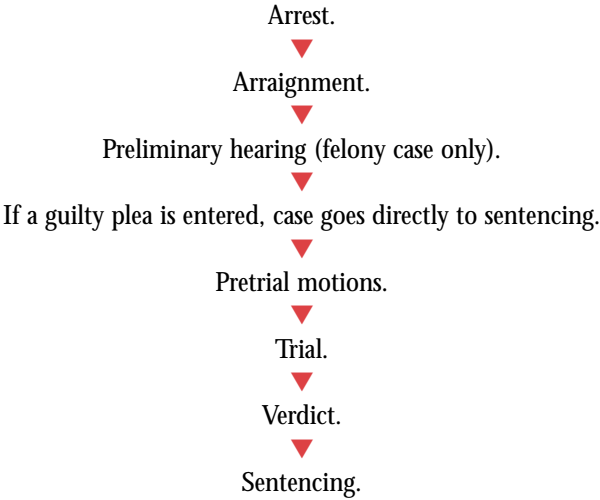 Arrest.
Arraignment.
Preliminary hearing (felony case only).
If a guilty plea is entered, case goes directly to sentencing.
Pretrial motions.
Trial.
Verdict.
Sentencing.